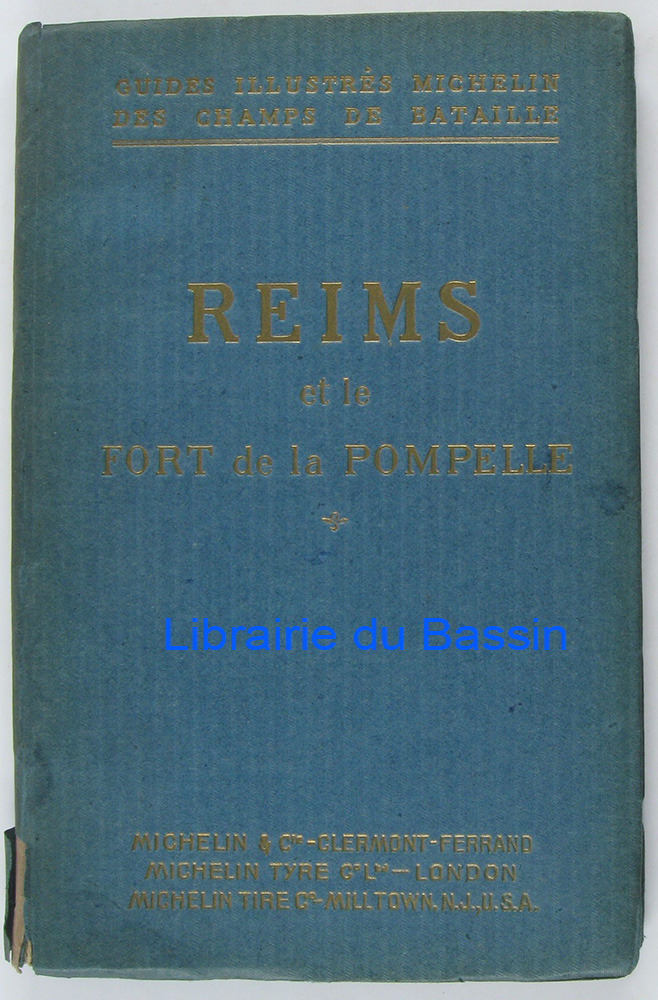 GUIDES ILLUSTRÉS MICHELIN
DES CHAMPS DE BATAILLE
REIMS
et le
FORT de la POMPELLE
Librairie du Bassin
MICHELIN & Cie - CLERMONT-FERRAND
MICHELIN TYRE Co Ltd — LONDON
MICHELIN TIRE Co - MILLTOWN. N.J., U.S.A.